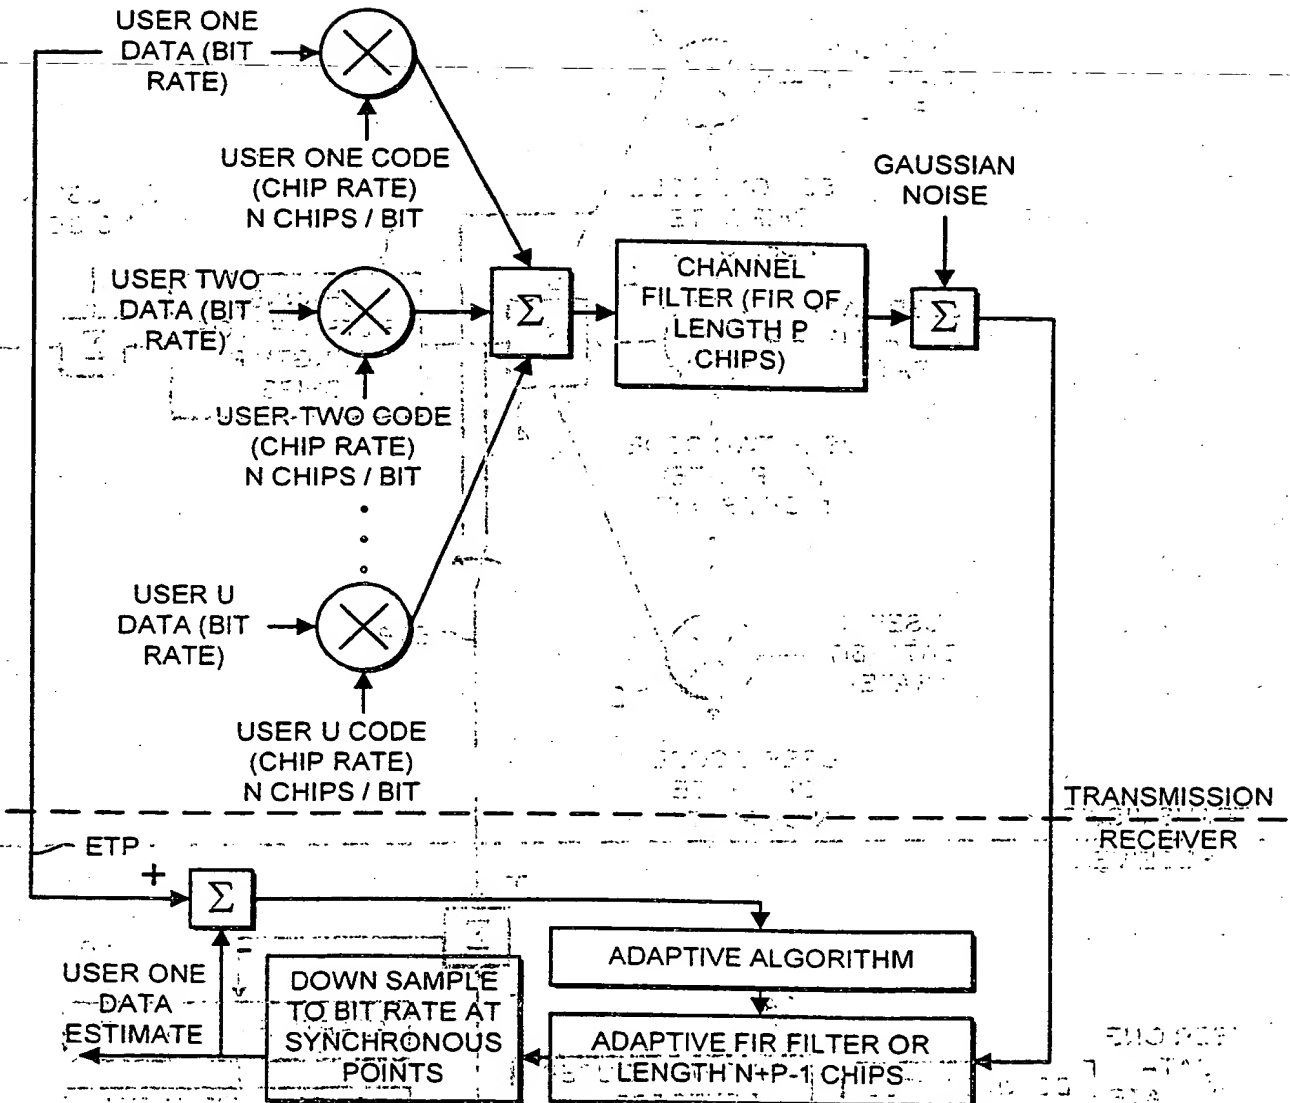 USER ONE
DATA (BIT
RATE)
USER ONE CODE
(CHIP RATE)
N CHIPS / BIT
GAUSSIAN
NOISE
USER TWO
DATA (BIT
RATE)
Σ
CHANNEL
FILTER (FIR OF
LENGTH P
CHIPS)
Σ
USER TWO CODE
(CHIP RATE)
N CHIPS / BIT
USER U
DATA (BIT
RATE)
USER U CODE
(CHIP RATE)
N CHIPS / BIT
TRANSMISSION
RECEIVER
ETP
+
Σ
-
ADAPTIVE ALGORITHM
USER ONE
DATA
ESTIMATE
DOWN SAMPLE
TO BIT RATE AT
SYNCHRONOUS
POINTS
ADAPTIVE FIR FILTER OR
LENGTH N+P-1 CHIPS